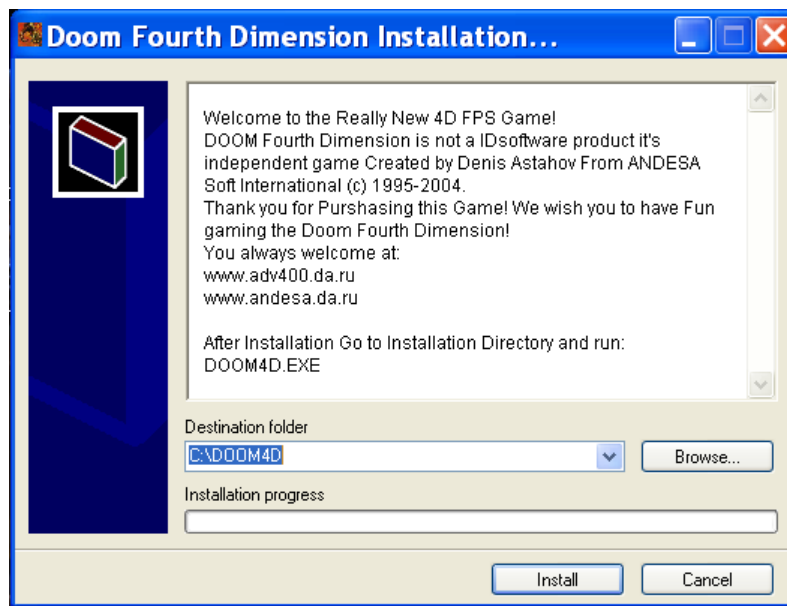 Doom Fourth Dimension Installation...
Welcome to the Really New 4D FPS Game!
DOOM Fourth Dimension is not a IDsoftware product it's
independent game Created by Denis Astahov From ANDESA
Soft International (c) 1995-2004.
Thank you for Purshasing this Game! We wish you to have Fun
gaming the Doom Fourth Dimension!
You always welcome at:
www.adv400.da.ru
www.andesa.da.ru
After Installation Go to Installation Directory and run:
DOOM4D.EXE
Destination folder
C:\DOOM4D
Browse...
Installation progress
Install
Cancel